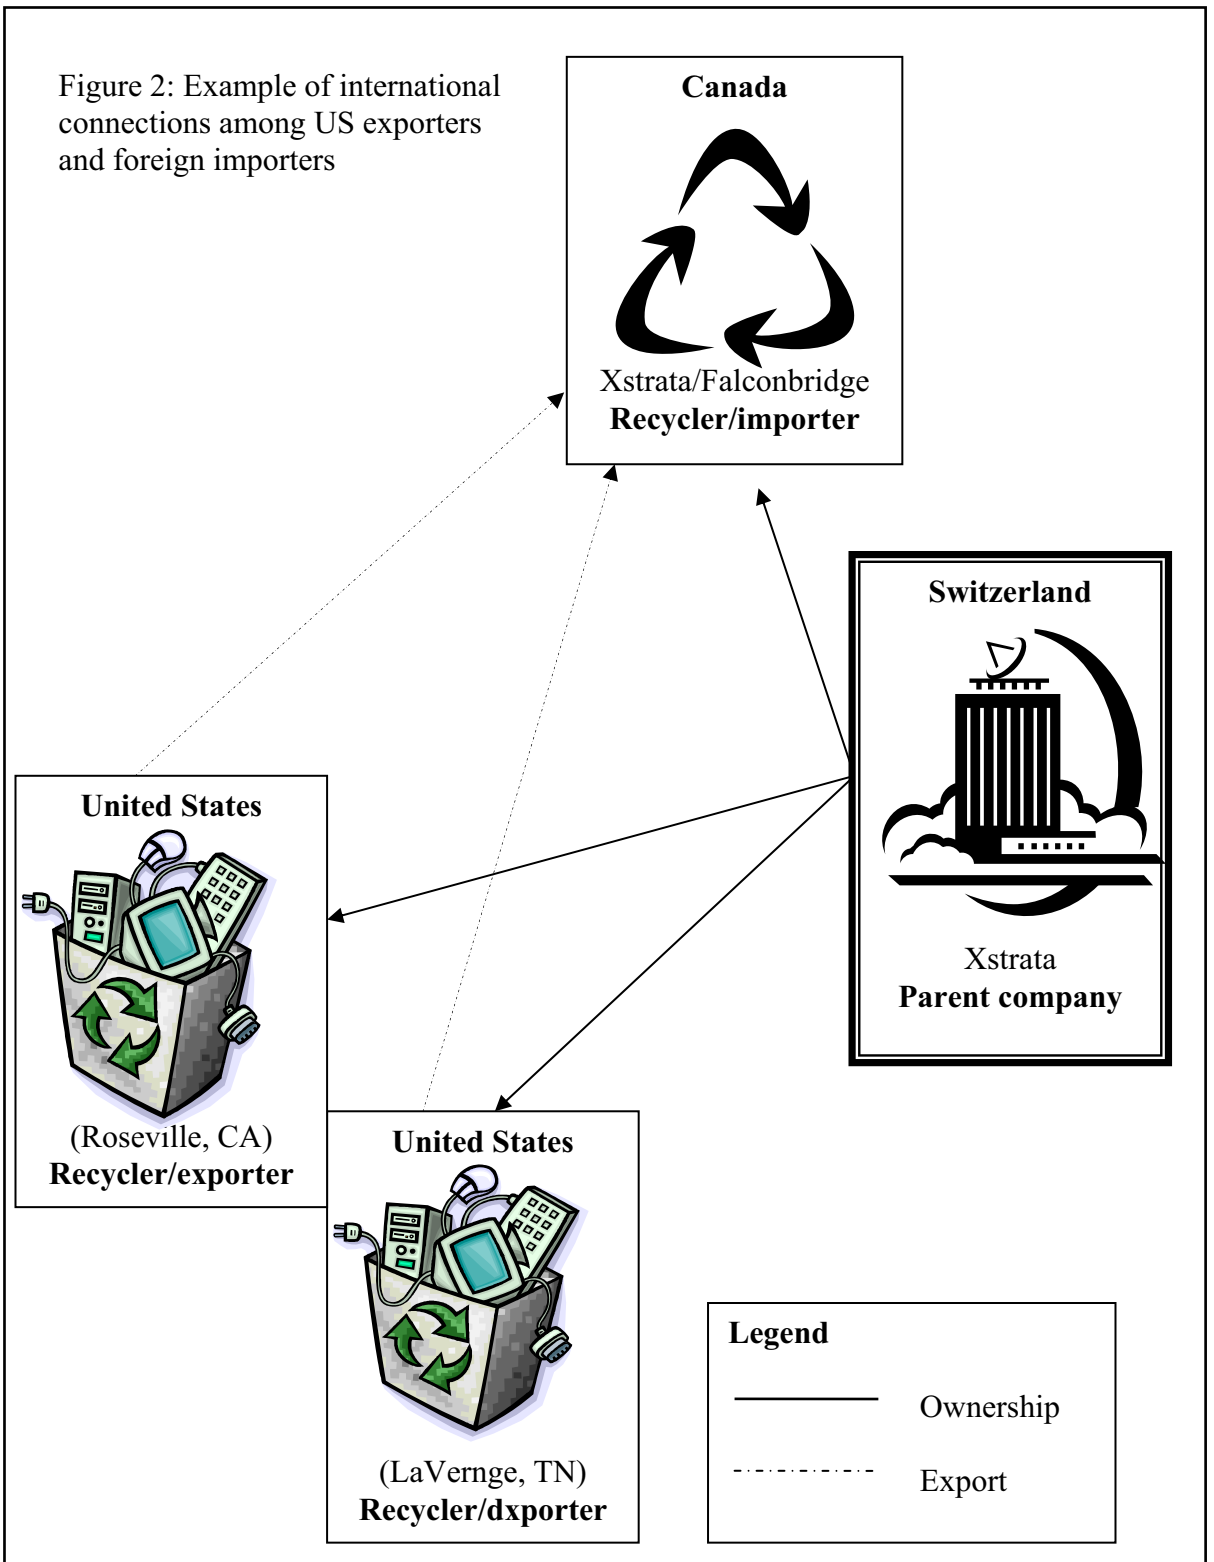 Figure 2: Example of international
connections among US exporters
and foreign importers
Canada
Xstrata/Falconbridge
Recycler/importer
Switzerland
Xstrata
Parent company
United States
(Roseville, CA)
Recycler/exporter
United States
(LaVernge, TN)
Recycler/dxporter
Legend
Ownership
Export